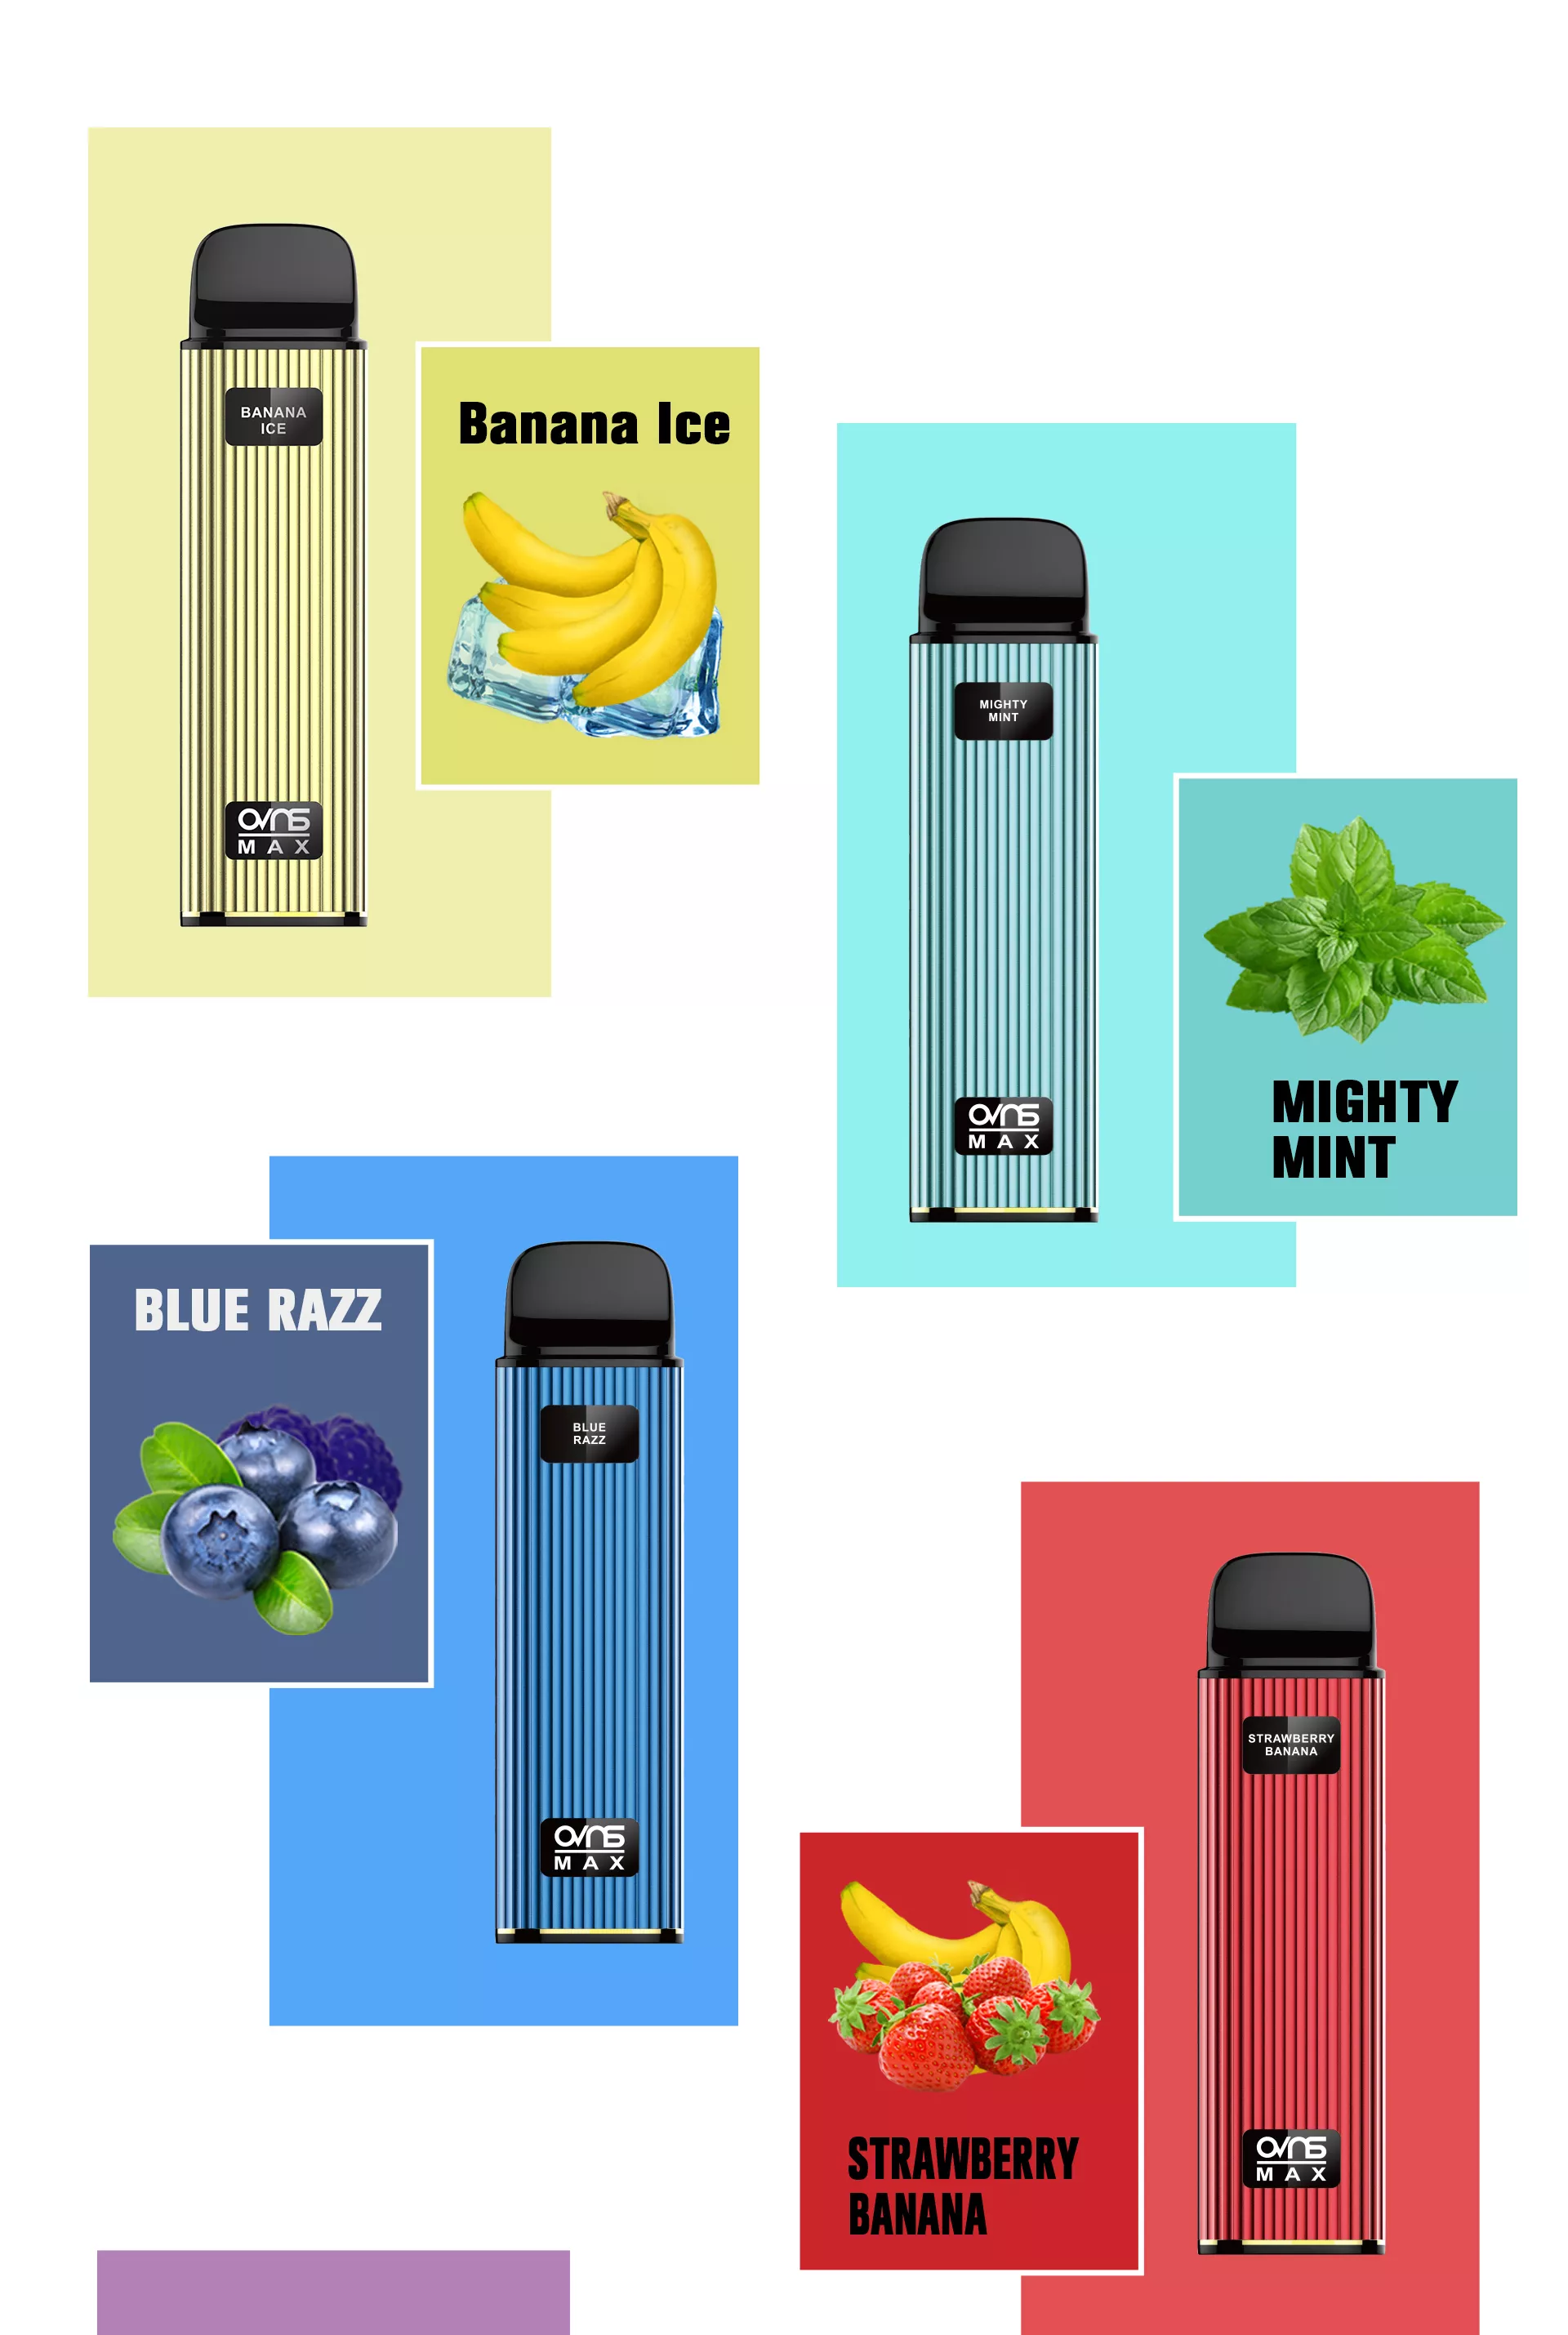 BANANA
ICE
OVNS
MAX
Banana Ice
MIGHTY
MINT
OVNS
MAX
MIGHTY
MINT
BLUE RAZZ
BLUE
RAZZ
OVNS
MAX
STRAWBERRY
BANANA
OVNS
MAX
STRAWBERRY
BANANA